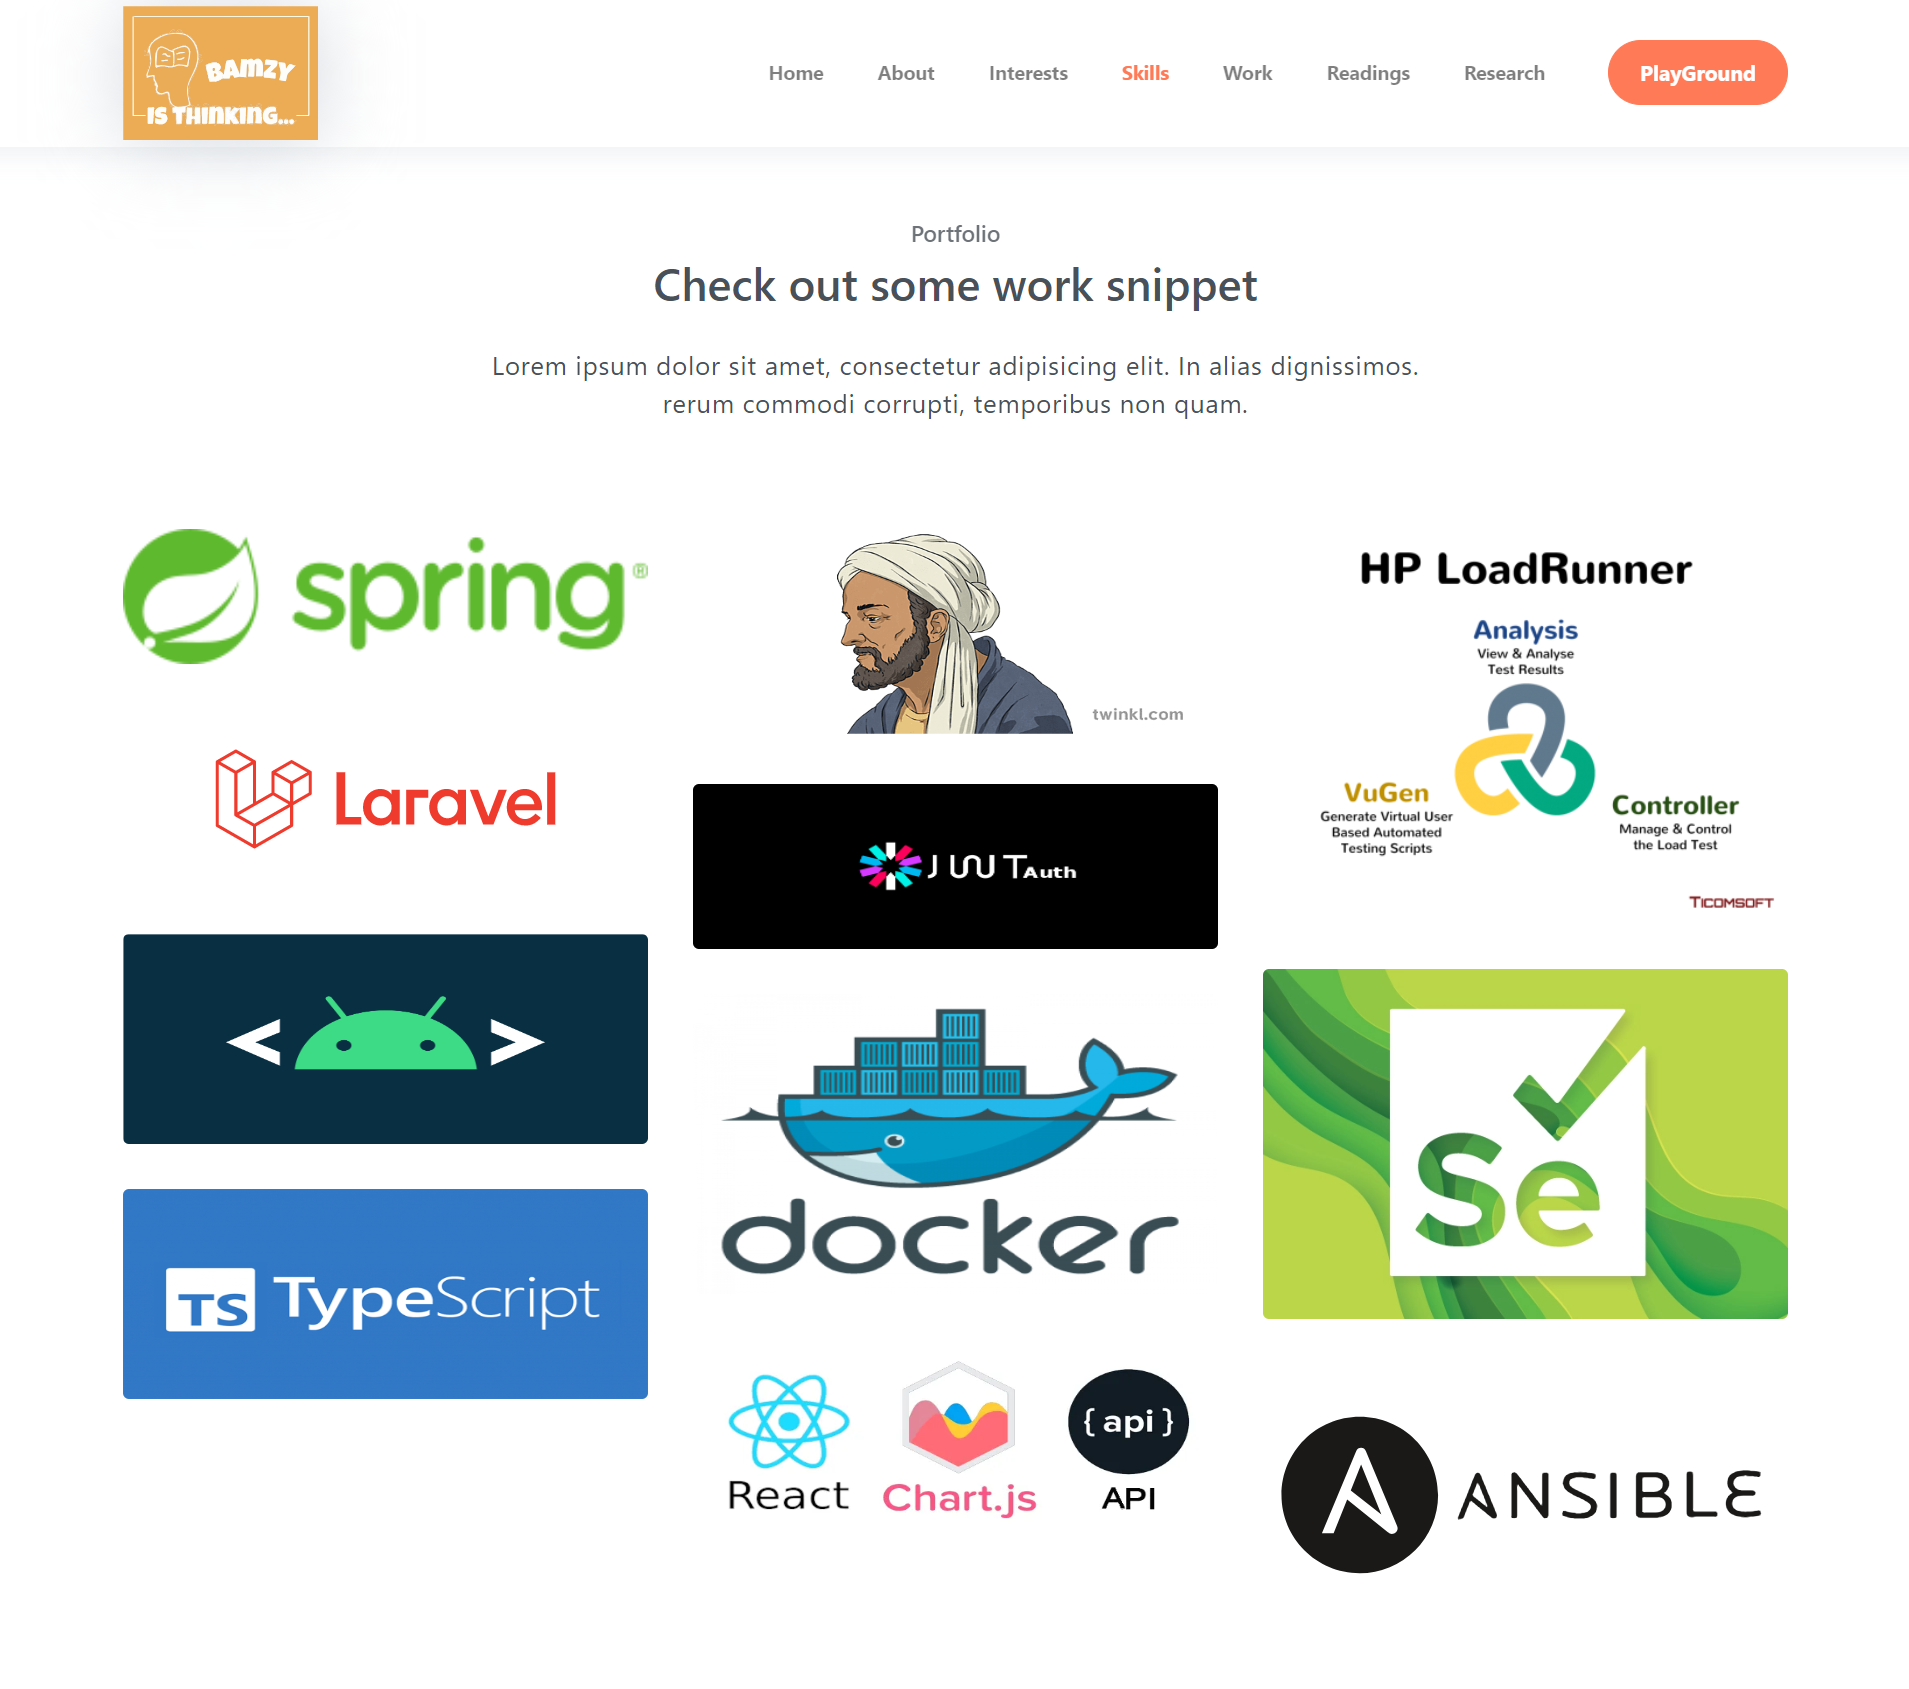 BAMZY
IS THINKING...
Home About Interests Skills Work Readings Research PlayGround
Portfolio
Check out some work snippet
Lorem ipsum dolor sit amet, consectetur adipisicing elit. In alias dignissimos.
rerum commodi corrupti, temporibus non quam.
spring®
Laravel
< >
TS TypeScript
twinkl.com
JWT Auth
docker
React
Chart.js
{ api }
API
HP LoadRunner
Analysis
View & Analyse
Test Results
VuGen
Generate Virtual User
Based Automated
Testing Scripts
Controller
Manage & Control
the Load Test
TICOMSOFT
Se
A ANSIBLE